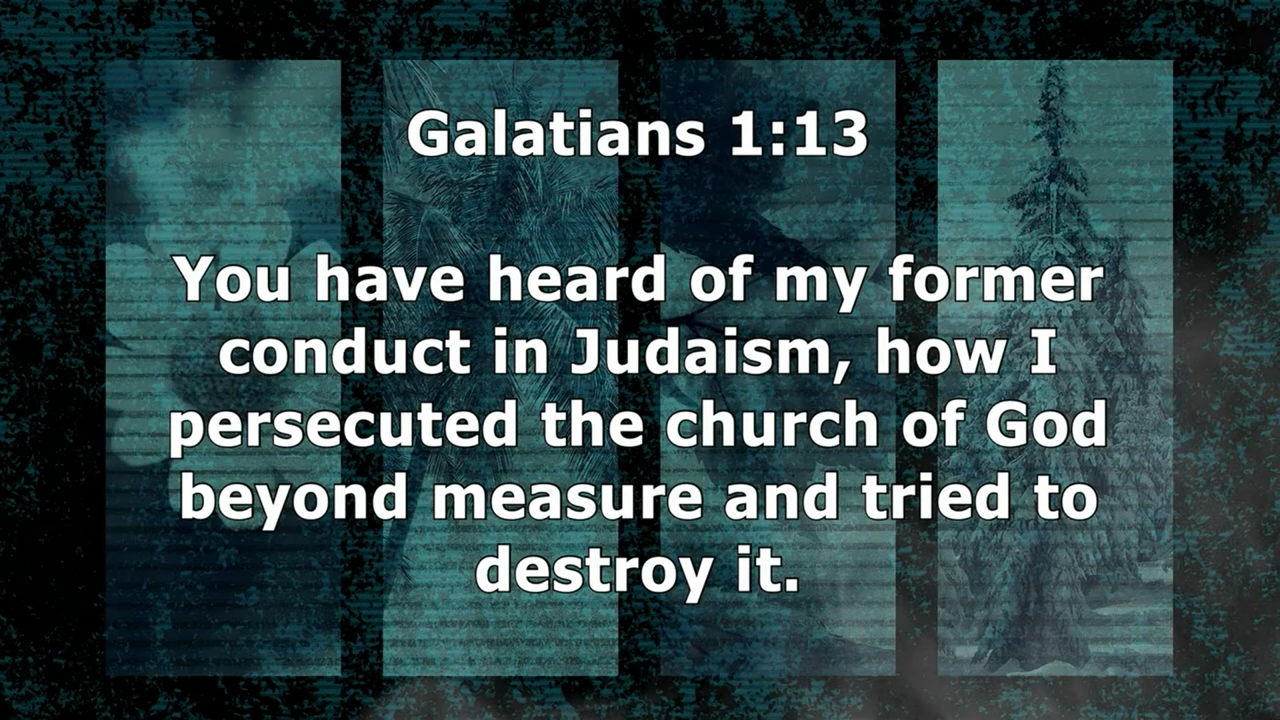 Galatians 1:13
You have heard of my former
conduct in Judaism, how I
persecuted the church of God
beyond measure and tried to
destroy it.